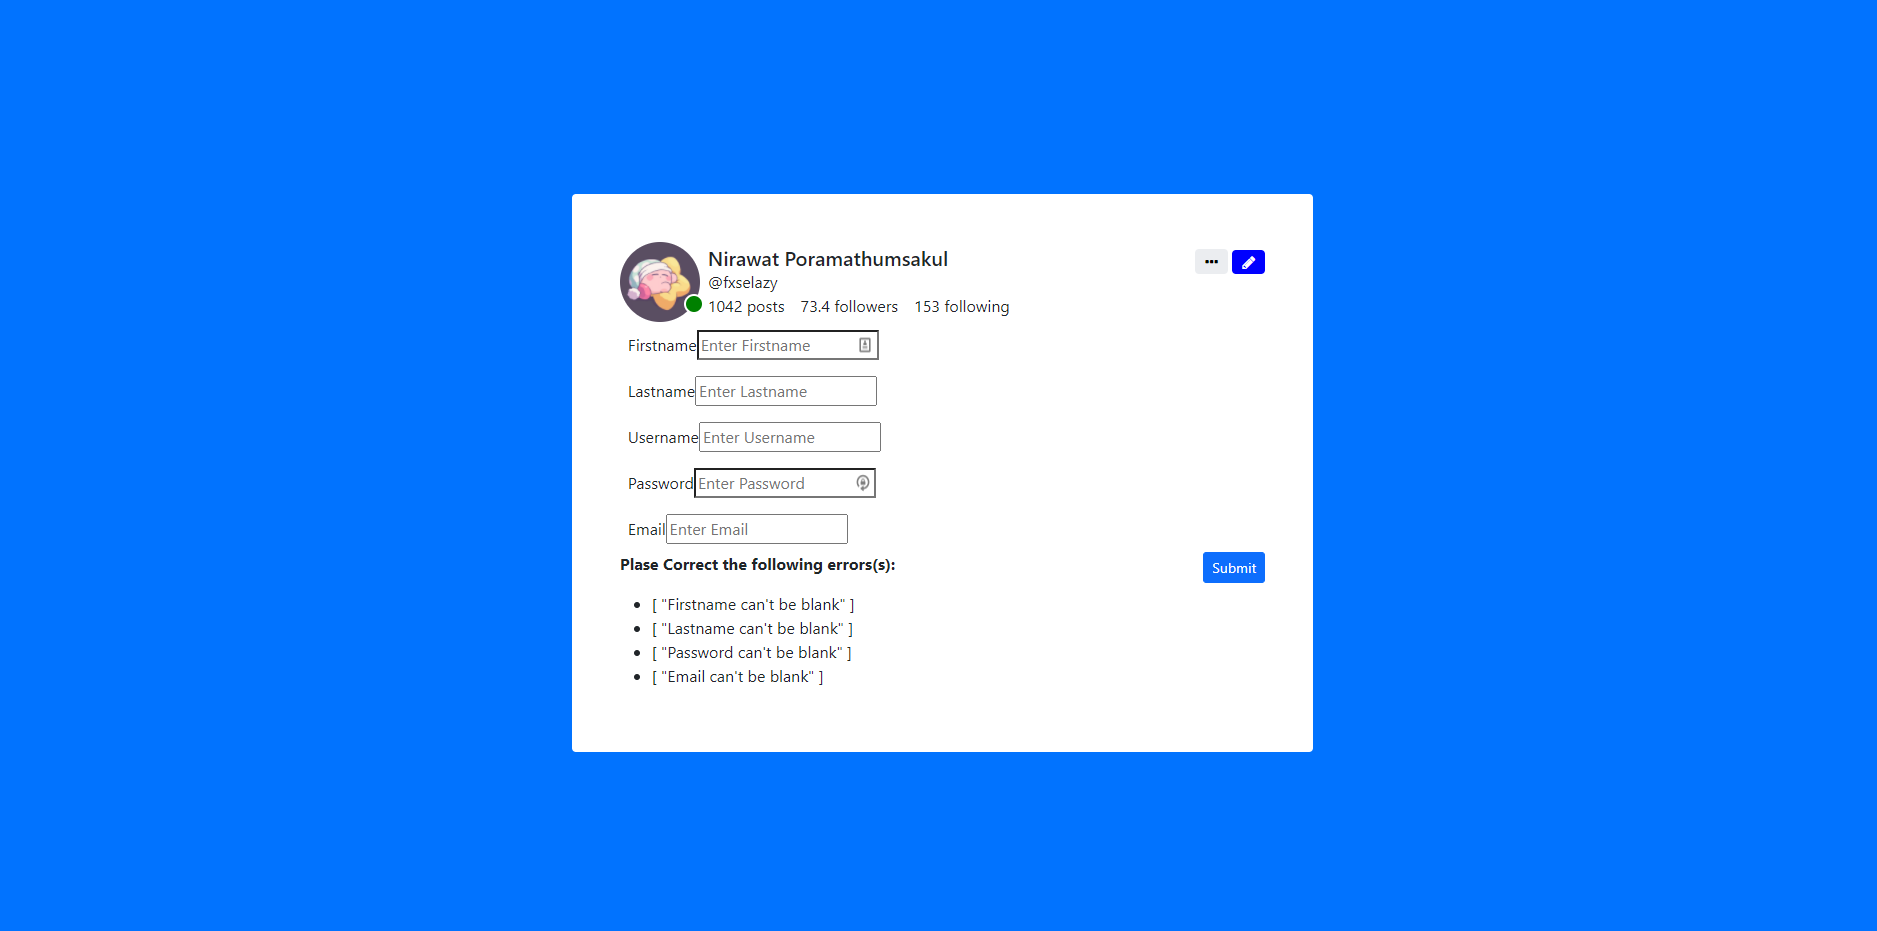 Nirawat Poramathumsakul
@fxselazy
1042 posts 73.4 followers 153 following
Firstname Enter Firstname
Lastname Enter Lastname
Username Enter Username
Password Enter Password
Email Enter Email
Plase Correct the following errors(s):
Submit
[ "Firstname can't be blank" ]
[ "Lastname can't be blank" ]
[ "Password can't be blank" ]
[ "Email can't be blank" ]